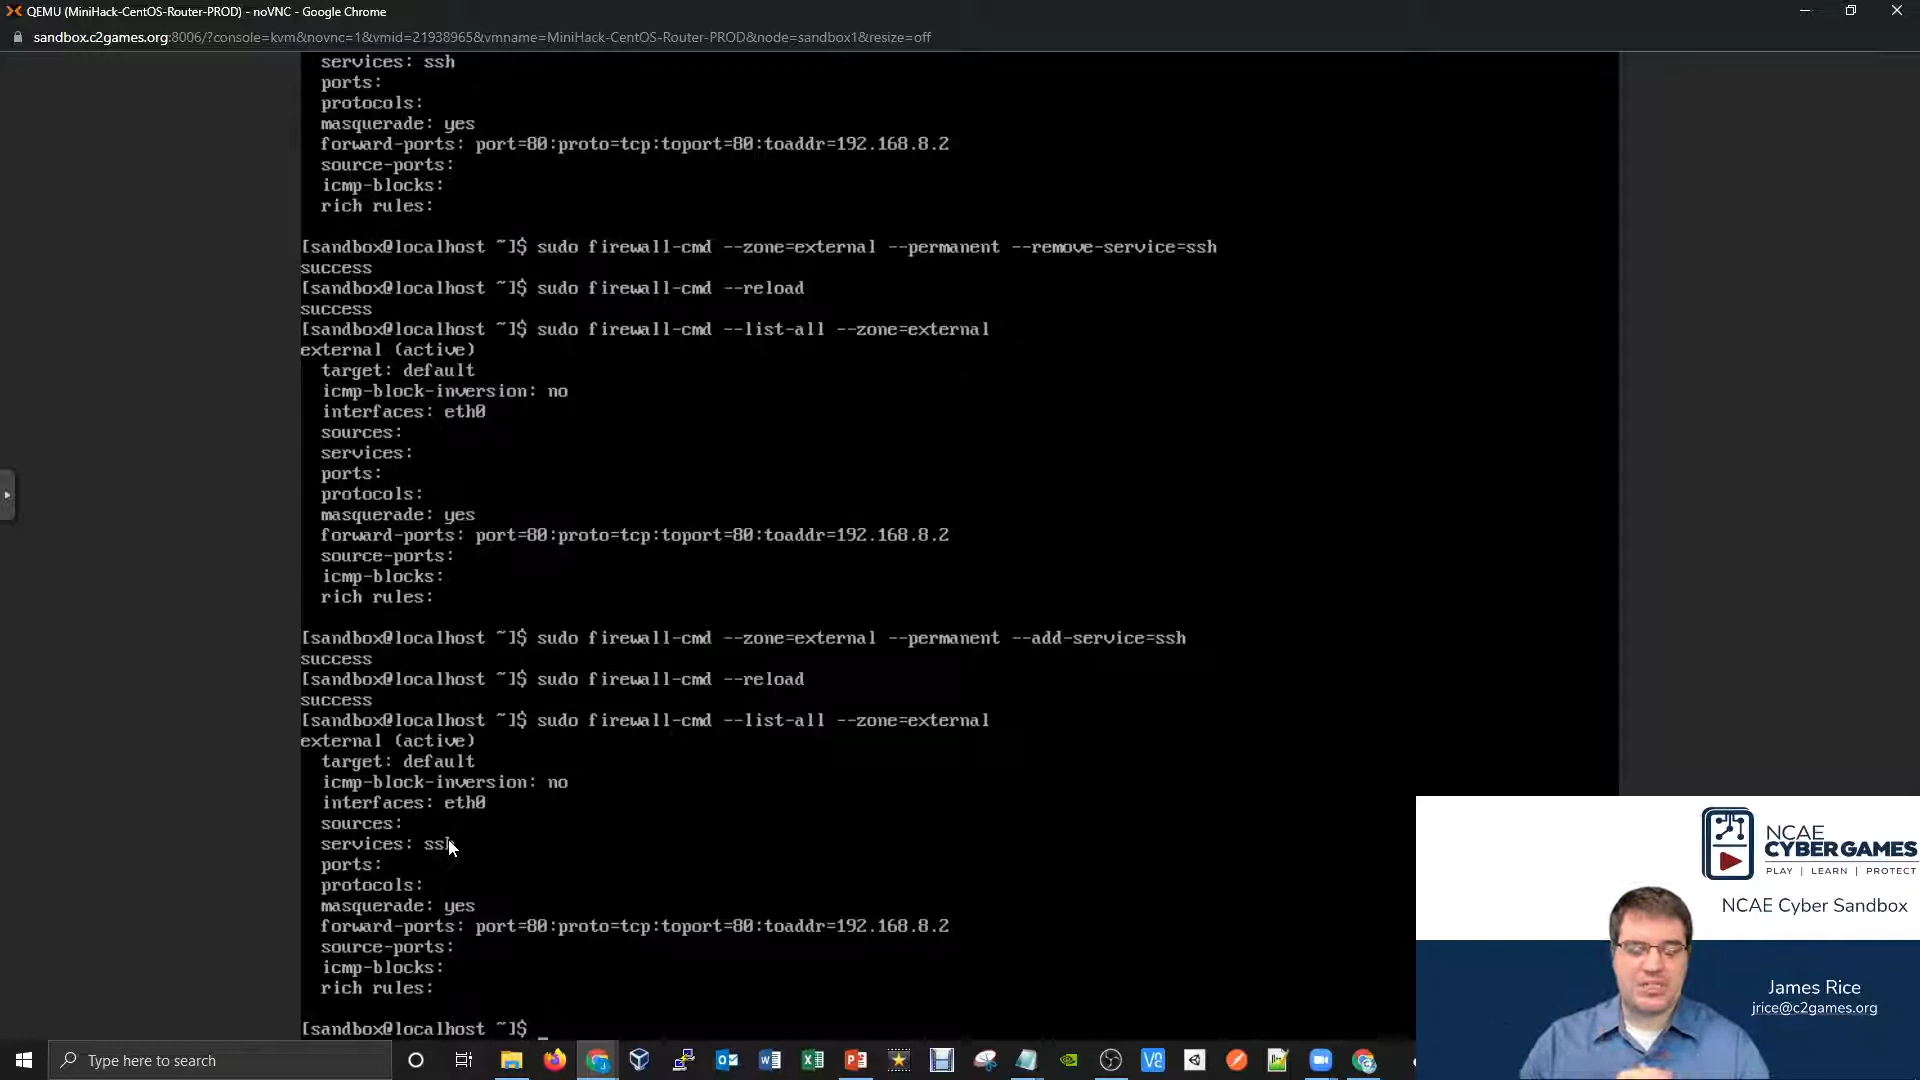 QEMU (MiniHack-CentOS-Router-PROD) - noVNC - Google Chrome
sandbox.c2games.org:8006/?console=kvm&novnc=1&vmid=21938965&vmname=MiniHack-CentOS-Router-PROD&node=sandbox1&resize=off
services: ssh
ports:
protocols:
masquerade: yes
forward-ports: port=80:proto=tcp:toport=80:toaddr=192.168.8.2
source-ports:
icmp-blocks:
rich rules:
[sandbox@localhost ~]$ sudo firewall-cmd --zone=external --permanent --remove-service=ssh
success
[sandbox@localhost ~]$ sudo firewall-cmd --reload
success
[sandbox@localhost ~]$ sudo firewall-cmd --list-all --zone=external
external (active)
target: default
icmp-block-inversion: no
interfaces: eth0
sources:
services:
ports:
protocols:
masquerade: yes
forward-ports: port=80:proto=tcp:toport=80:toaddr=192.168.8.2
source-ports:
icmp-blocks:
rich rules:
[sandbox@localhost ~]$ sudo firewall-cmd --zone=external --permanent --add-service=ssh
success
[sandbox@localhost ~]$ sudo firewall-cmd --reload
success
[sandbox@localhost ~]$ sudo firewall-cmd --list-all --zone=external
external (active)
target: default
icmp-block-inversion: no
interfaces: eth0
sources:
services: ssh
ports:
protocols:
masquerade: yes
forward-ports: port=80:proto=tcp:toport=80:toaddr=192.168.8.2
source-ports:
icmp-blocks:
rich rules:
[sandbox@localhost ~]$ _
NCAE
CYBERGAMES
PLAY | LEARN | PROTECT
NCAE Cyber Sandbox
James Rice
jrice@c2games.org
Type here to search